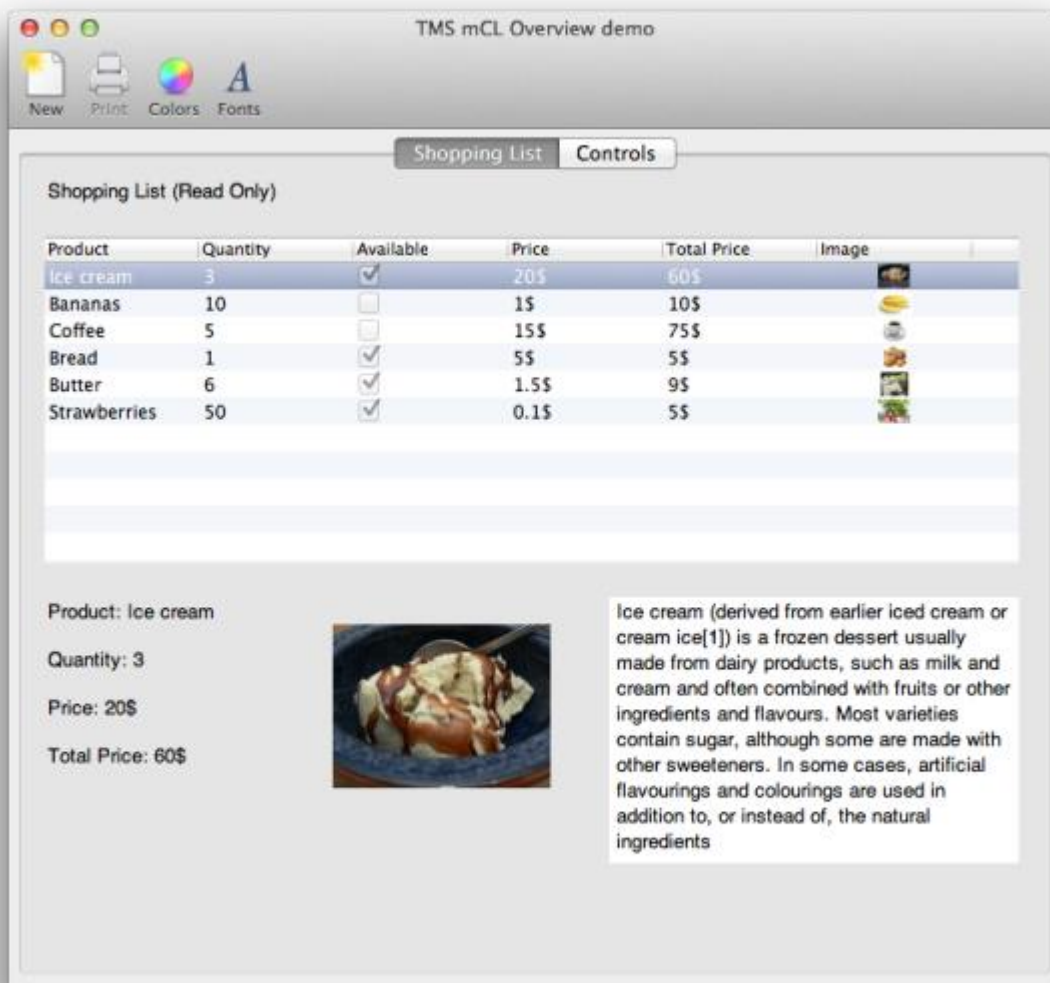 TMS mCL Overview demo
New Print Colors Fonts
Shopping List Controls
Shopping List (Read Only)
Product Quantity Available Price Total Price Image
Ice cream 3 20$ 60$
Bananas 10 1$ 10$
Coffee 5 15$ 75$
Bread 1 5$ 5$
Butter 6 1.5$ 9$
Strawberries 50 0.1$ 5$
Product: Ice cream
Quantity: 3
Price: 20$
Total Price: 60$
Ice cream (derived from earlier iced cream or
cream ice[1]) is a frozen dessert usually
made from dairy products, such as milk and
cream and often combined with fruits or other
ingredients and flavours. Most varieties
contain sugar, although some are made with
other sweeteners. In some cases, artificial
flavourings and colourings are used in
addition to, or instead of, the natural
ingredients